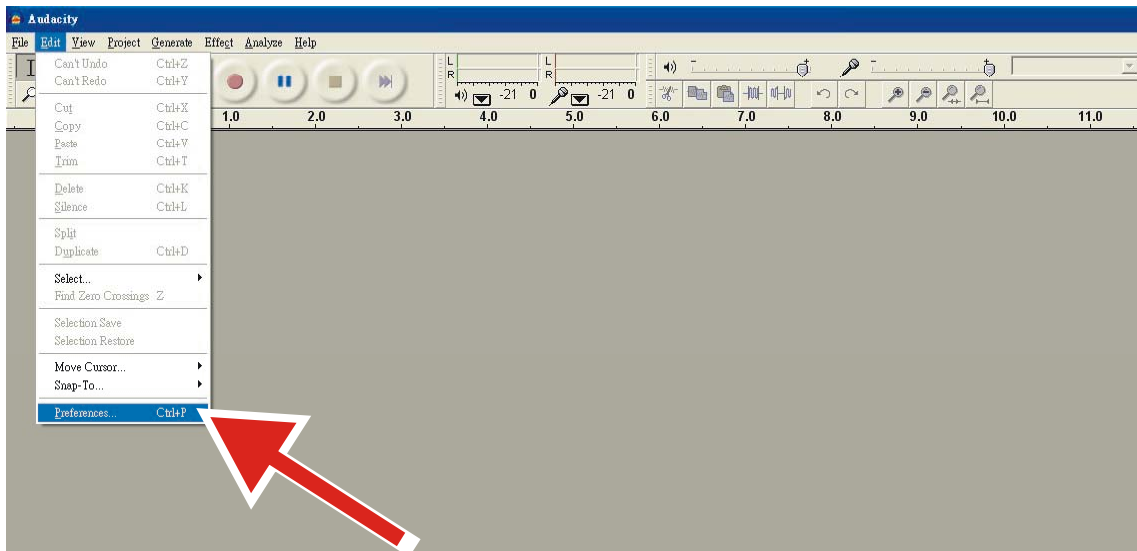 Audacity
File Edit View Project Generate Effect Analyze Help
Can't Undo Ctrl+Z
Can't Redo Ctrl+Y
Cut Ctrl+X
Copy Ctrl+C
Paste Ctrl+V
Trim Ctrl+T
Delete Ctrl+K
Silence Ctrl+L
Split
Duplicate Ctrl+D
Select...
Find Zero Crossings Z
Selection Save
Selection Restore
Move Cursor...
Snap-To...
Preferences... Ctrl+P
L
R
-21 0
L
R
-21 0
1.0 2.0 3.0 4.0 5.0 6.0 7.0 8.0 9.0 10.0 11.0